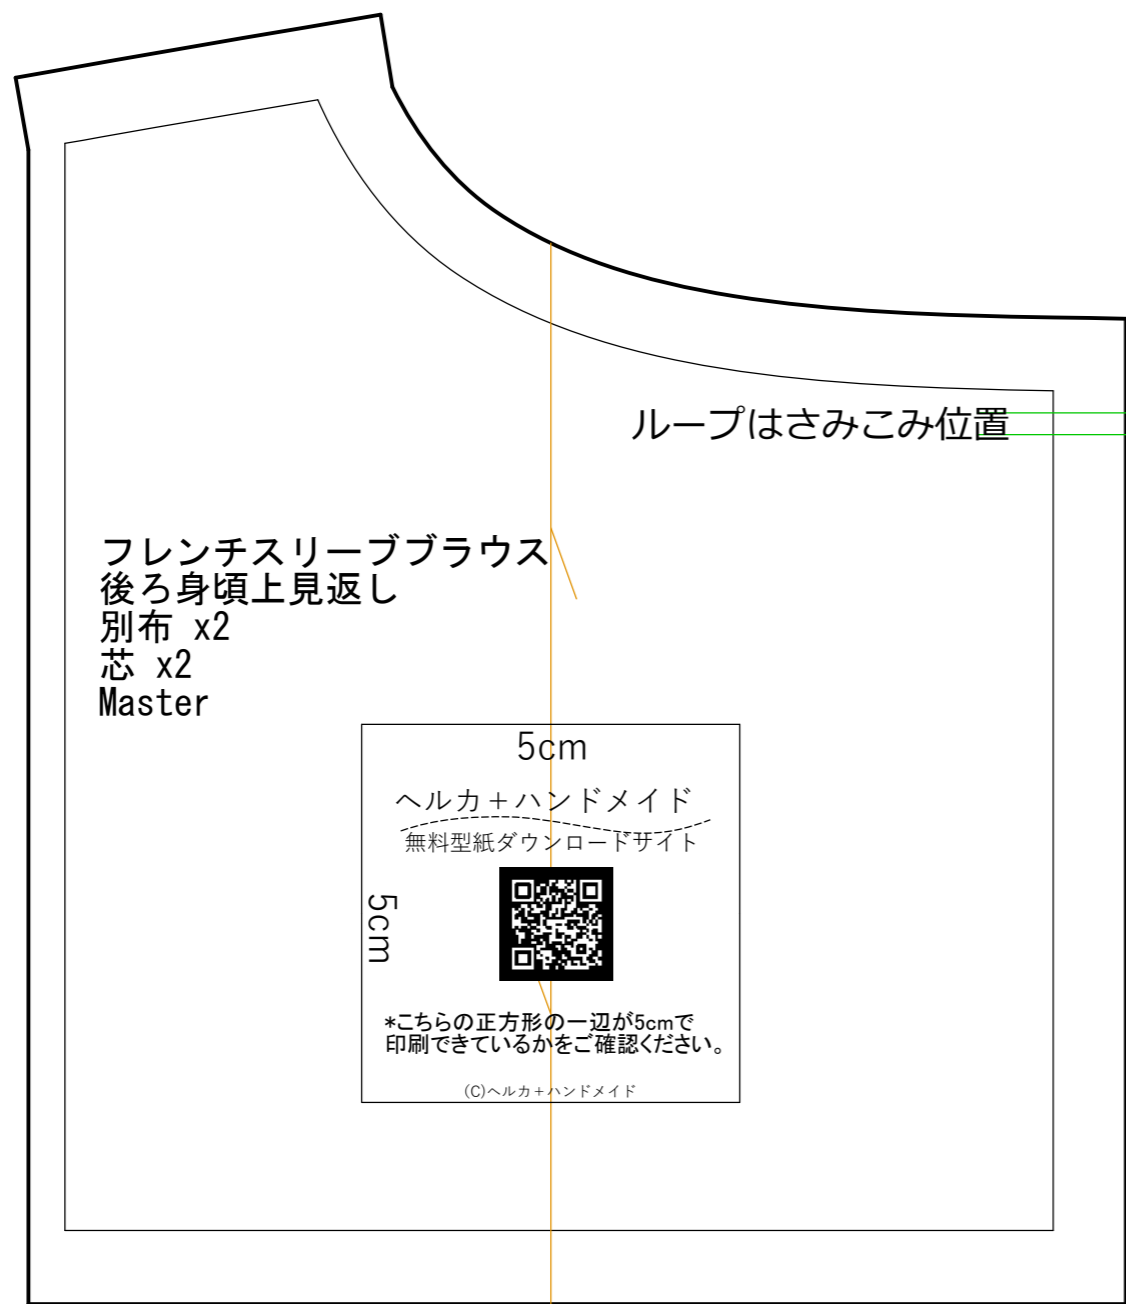 ループはさみこみ位置
フレンチスリーブブラウス
後ろ身頃上見返し
別布 x2
芯 x2
Master
5cm
ヘルカ+ハンドメイド
無料型紙ダウンロードサイト
5cm
*こちらの正方形の一辺が5cmで
印刷できているかをご確認ください。
(C)ヘルカ+ハンドメイド